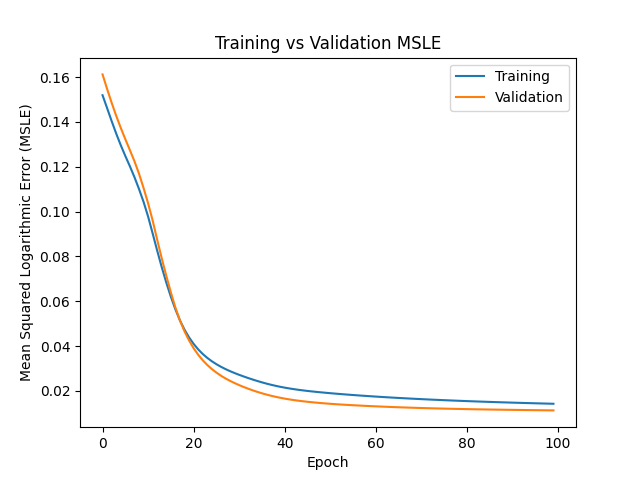 Training vs Validation MSLE
Training
Validation
Mean Squared Logarithmic Error (MSLE)
0.16
0.14
0.12
0.10
0.08
0.06
0.04
0.02
0
20
40
60
80
100
Epoch